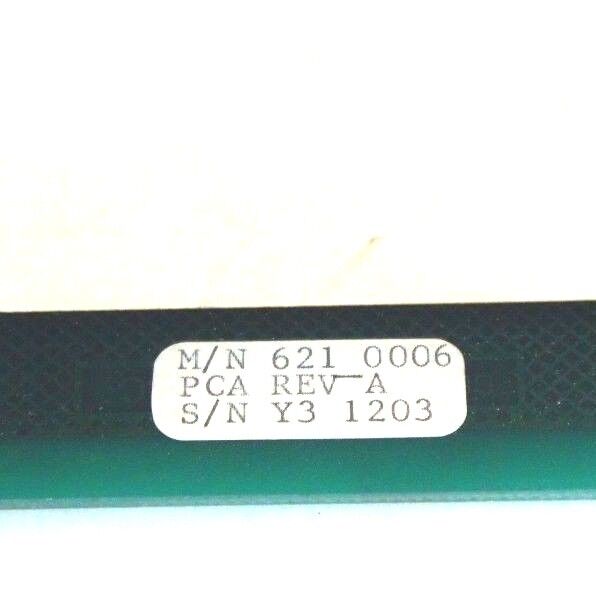 M/N 621 0006
PCA REV A
S/N Y3 1203